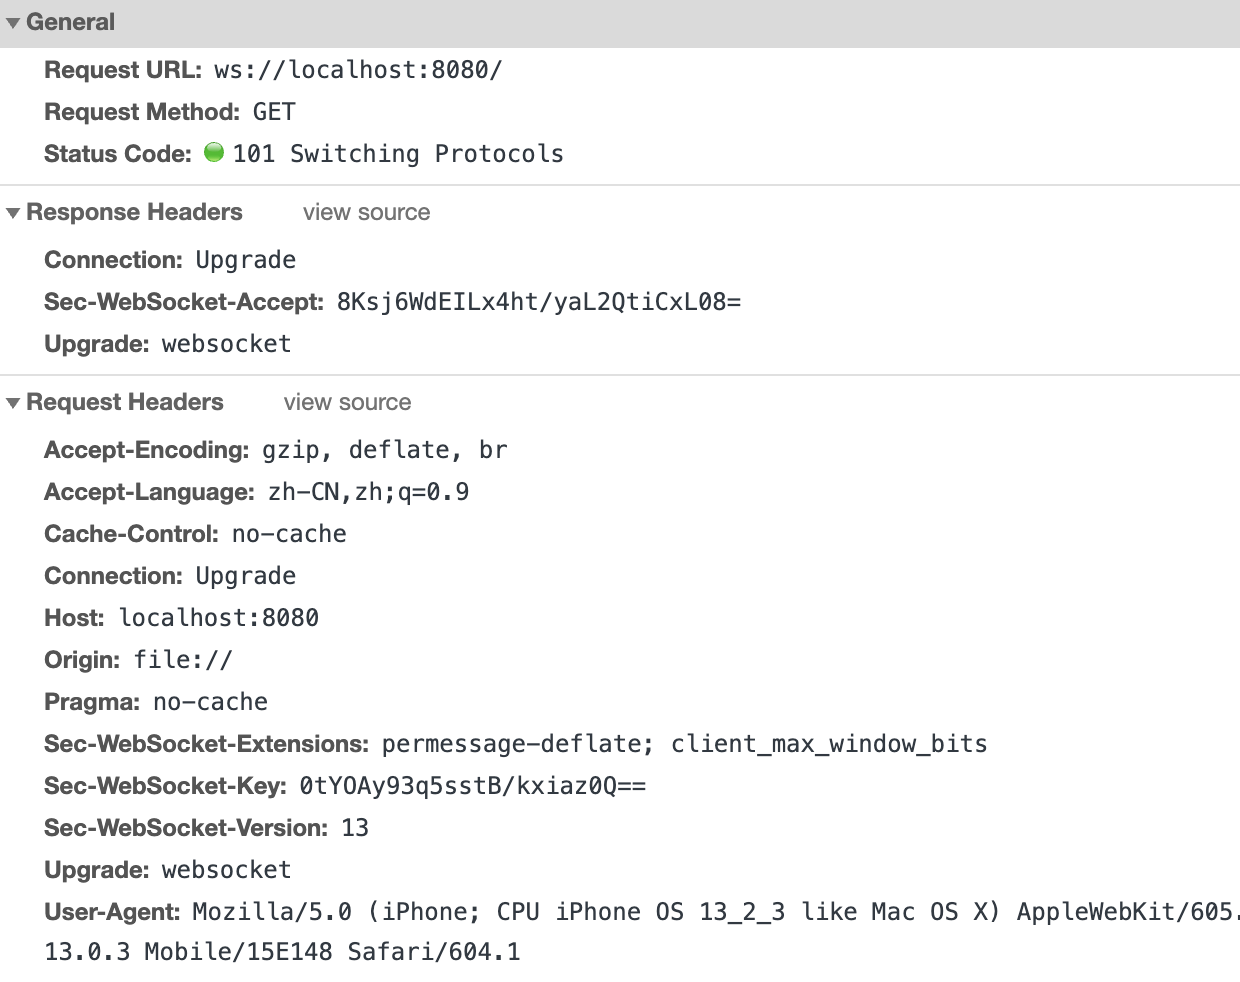 General
Request URL: ws://localhost:8080/
Request Method: GET
Status Code: 101 Switching Protocols
Response Headers view source
Connection: Upgrade
Sec-WebSocket-Accept: 8Ksj6WdEILx4ht/yaL2QtiCxL08=
Upgrade: websocket
Request Headers view source
Accept-Encoding: gzip, deflate, br
Accept-Language: zh-CN,zh;q=0.9
Cache-Control: no-cache
Connection: Upgrade
Host: localhost:8080
Origin: file://
Pragma: no-cache
Sec-WebSocket-Extensions: permessage-deflate; client_max_window_bits
Sec-WebSocket-Key: 0tYOAy93q5sstB/kxiaz0Q==
Sec-WebSocket-Version: 13
Upgrade: websocket
User-Agent: Mozilla/5.0 (iPhone; CPU iPhone OS 13_2_3 like Mac OS X) AppleWebKit/605.
13.0.3 Mobile/15E148 Safari/604.1